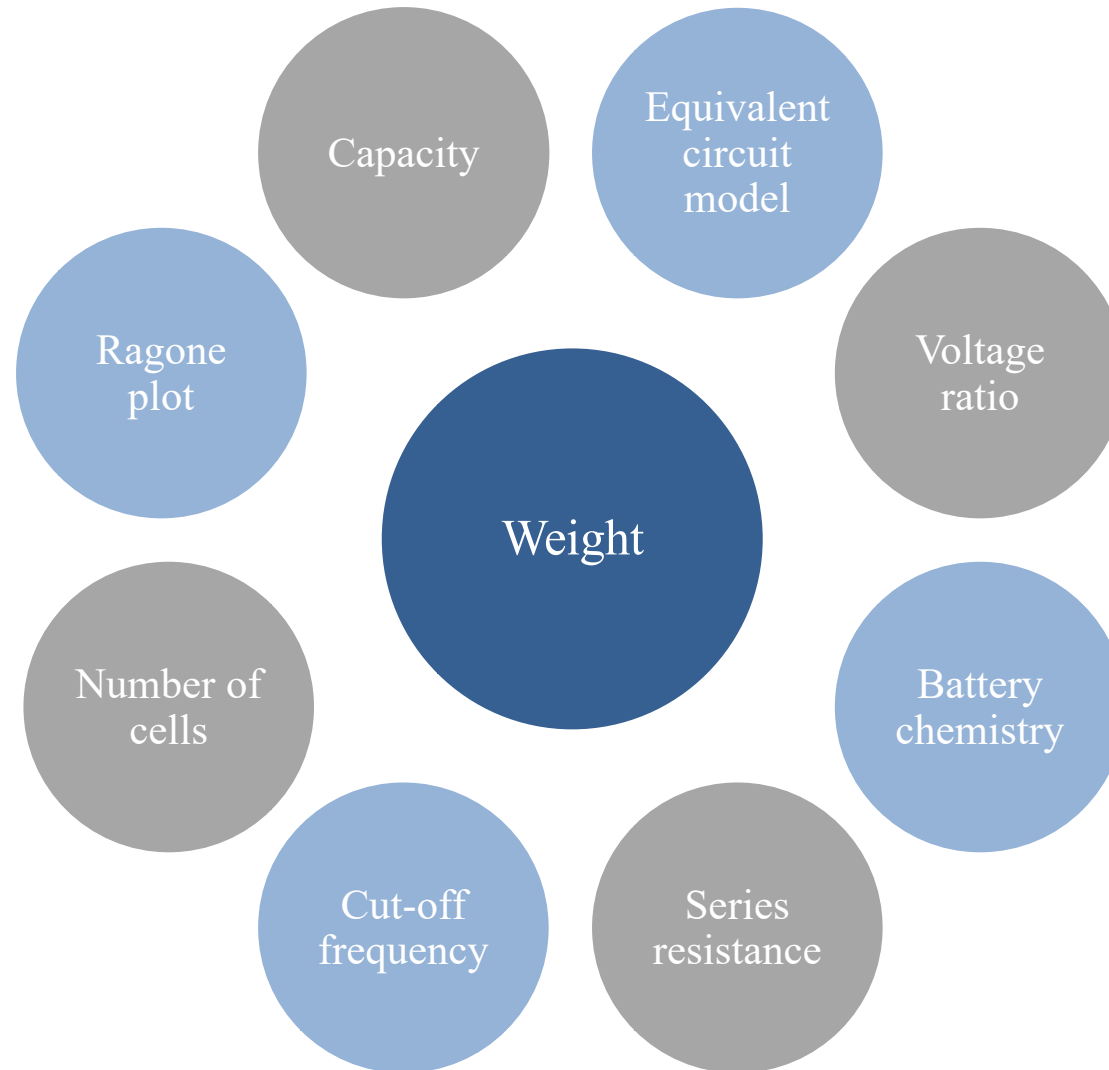 Capacity
Equivalent
circuit
model
Ragone
plot
Voltage
ratio
Weight
Number of
cells
Battery
chemistry
Cut-off
frequency
Series
resistance